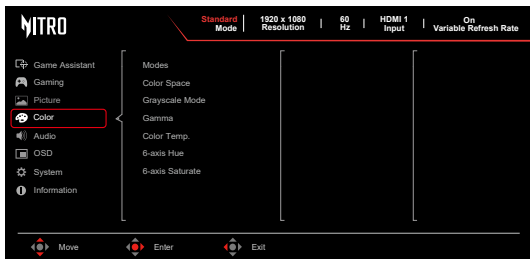 NITRO
Standard Mode | 1920 x 1080 Resolution | 60 Hz | HDMI 1 Input | On Variable Refresh Rate
Game Assistant
Gaming
Picture
Color
Audio
OSD
System
Information
Modes
Color Space
Grayscale Mode
Gamma
Color Temp.
6-axis Hue
6-axis Saturate
Move
Enter
Exit